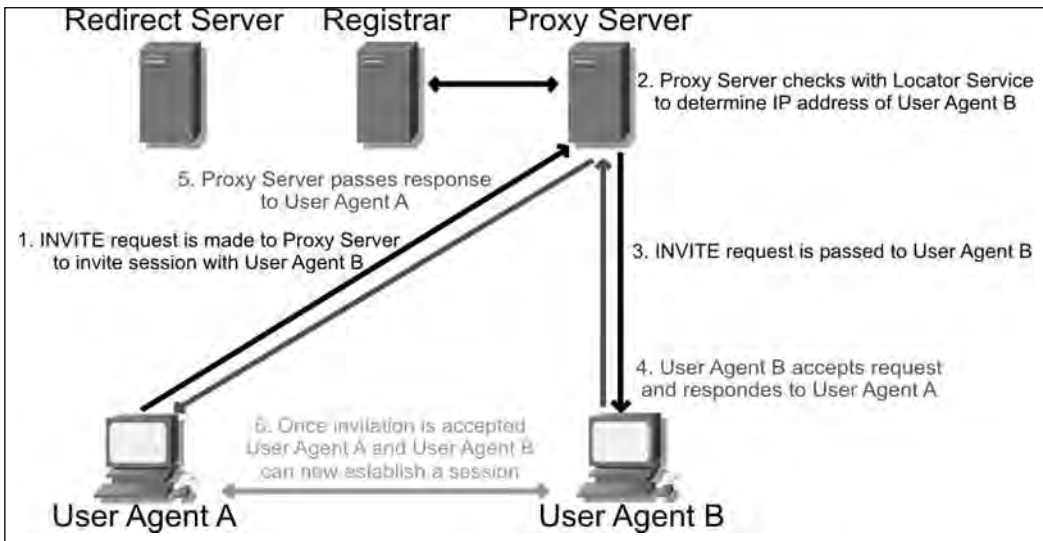 Redirect Server
Registrar
Proxy Server
2. Proxy Server checks with Locator Service
to determine IP address of User Agent B
5. Proxy Server passes response
to User Agent A
1. INVITE request is made to Proxy Server
to invite session with User Agent B
3. INVITE request is passed to User Agent B
4. User Agent B accepts request
and respondes to User Agent A
6. Once invitation is accepted
User Agent A and User Agent B
can now establish a session
User Agent A
User Agent B